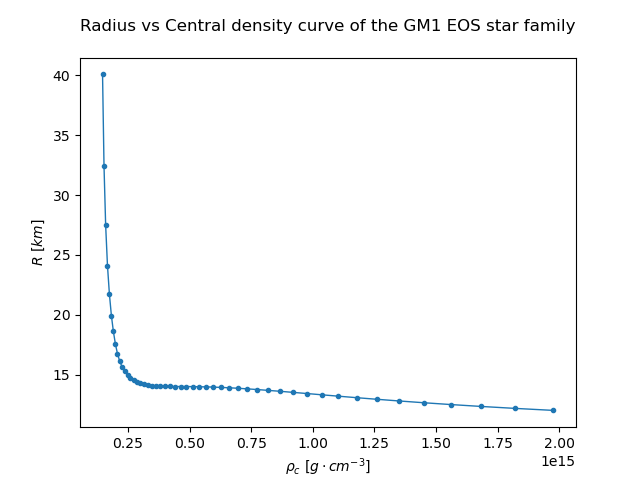 Radius vs Central density curve of the GM1 EOS star family
40
35
30
25
20
15
R [km]
0.25 0.50 0.75 1.00 1.25 1.50 1.75 2.00
1e15
ρ_c [g · cm⁻³]